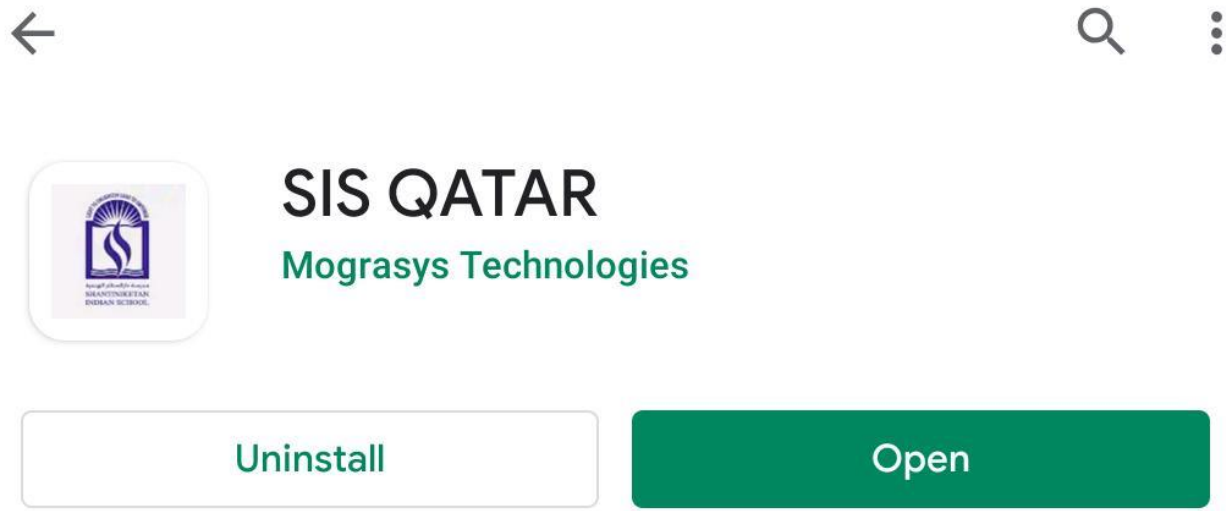 SIS QATAR
Mograsys Technologies
SHANTINIKETAN
INDIAN SCHOOL
Uninstall
Open